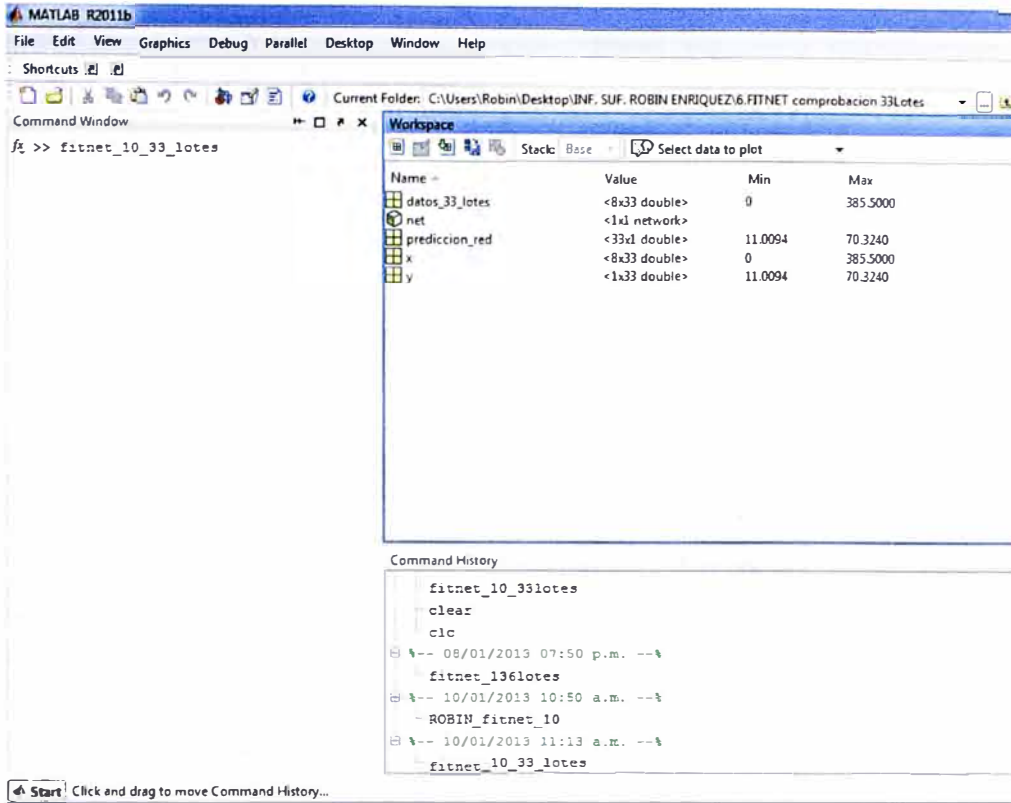 MATLAB R2011b
File Edit View Graphics Debug Parallel Desktop Window Help
Shortcuts
Current Folder: C:\Users\Robin\Desktop\INF. SUF. ROBIN ENRIQUEZ\6.FITNET comprobacion 33Lotes
Command Window
fx >> fitnet_10_33_lotes
Workspace
Stack: Base Select data to plot
Name Value Min Max
datos_33_lotes <8x33 double> 0 385.5000
net <1x1 network>
prediccion_red <33x1 double> 11.0094 70.3240
x <8x33 double> 0 385.5000
y <1x33 double> 11.0094 70.3240
Command History
fitnet_10_33lotes
clear
clc
%-- 08/01/2013 07:50 p.m. --%
fitnet_136lotes
%-- 10/01/2013 10:50 a.m. --%
ROBIN_fitnet_10
%-- 10/01/2013 11:13 a.m. --%
fitnet_10_33_lotes
Start Click and drag to move Command History...